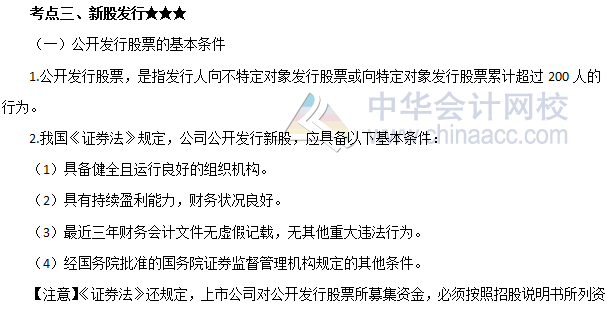 考点三、新股发行★★★
（一）公开发行股票的基本条件
1.公开发行股票，是指发行人向不特定对象发行股票或向特定对象发行股票累计超过 200 人的
行为。
2.我国《证券法》规定，公司公开发行新股，应具备以下基本条件：
（1）具备健全且运行良好的组织机构。
（2）具有持续盈利能力，财务状况良好。
（3）最近三年财务会计文件无虚假记载，无其他重大违法行为。
（4）经国务院批准的国务院证券监督管理机构规定的其他条件。
【注意】《证券法》还规定，上市公司对公开发行股票所募集资金，必须按照招股说明书所列资
中华会计网校
www.chinaacc.com